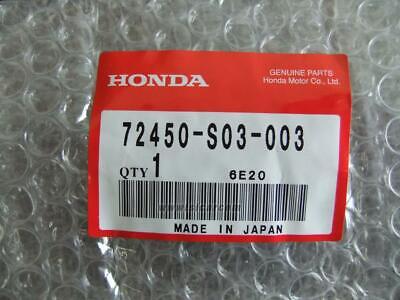 GENUINE PARTS
HONDA
Honda Motor Co., Ltd.
72450-S03-003
QTY 1
6E20
MADE IN JAPAN